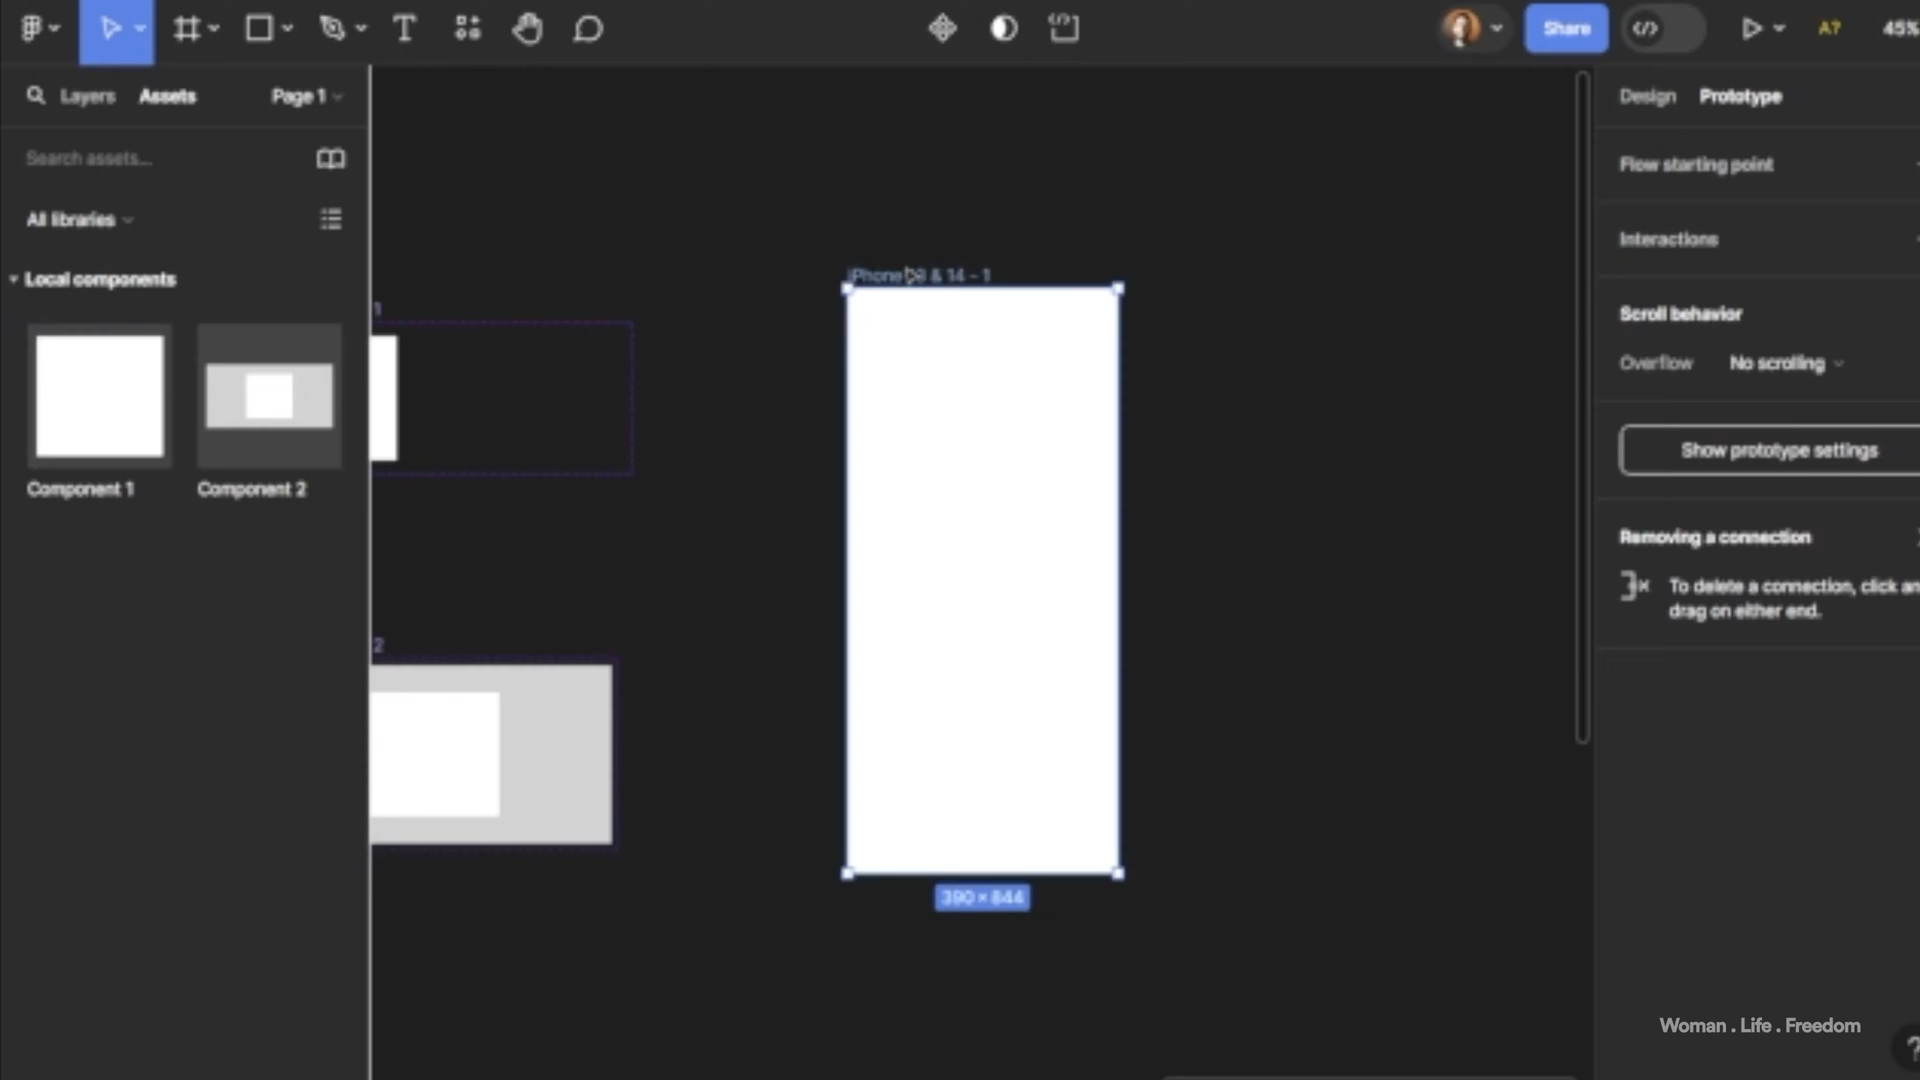 Share
A?
45%
Layers
Assets
Page 1
Search assets...
All libraries
Local components
Component 1
Component 2
1
2
iPhone 13 & 14 - 1
390 × 844
Design
Prototype
Flow starting point
Interactions
Scroll behavior
Overflow
No scrolling
Show prototype settings
Removing a connection
To delete a connection, click an
drag on either end.
Woman . Life . Freedom
?